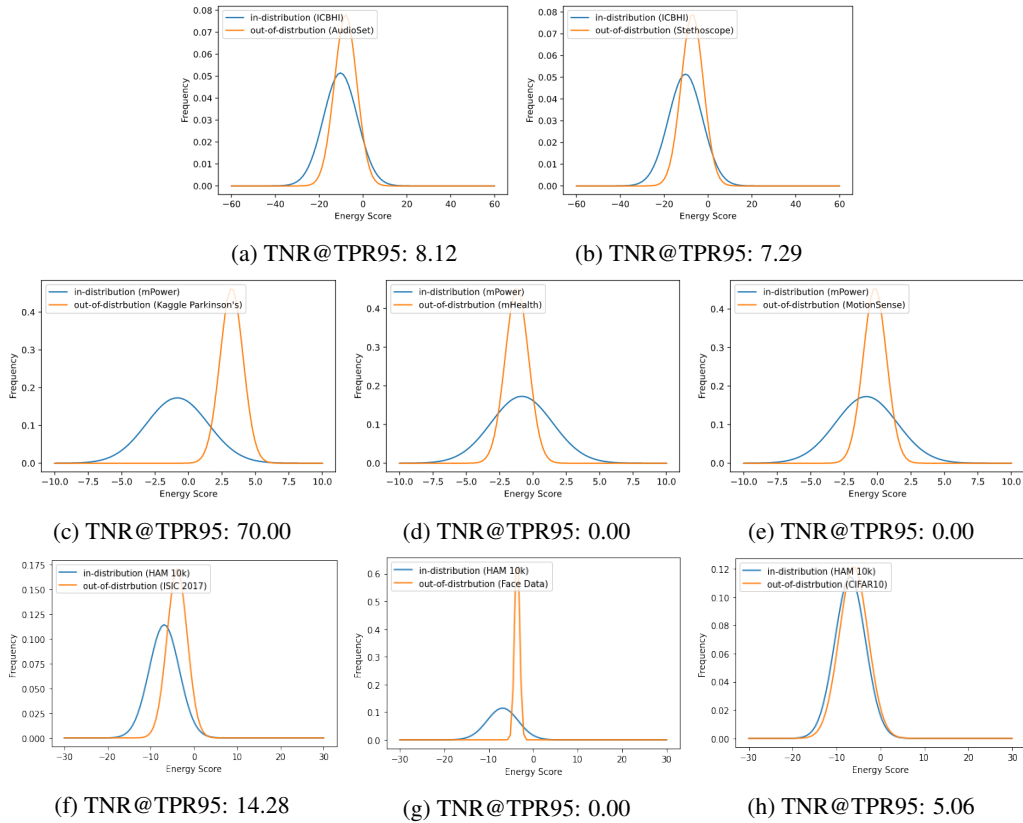 in-distribution (ICBHI)
out-of-distrbution (AudioSet)
Frequency
0.08
0.07
0.06
0.05
0.04
0.03
0.02
0.01
0.00
−60 −40 −20 0 20 40 60
Energy Score
(a) TNR@TPR95: 8.12
in-distribution (ICBHI)
out-of-distrbution (Stethoscope)
Frequency
0.08
0.07
0.06
0.05
0.04
0.03
0.02
0.01
0.00
−60 −40 −20 0 20 40 60
Energy Score
(b) TNR@TPR95: 7.29
in-distribution (mPower)
out-of-distrbution (Kaggle Parkinson's)
Frequency
0.4
0.3
0.2
0.1
0.0
−10.0 −7.5 −5.0 −2.5 0.0 2.5 5.0 7.5 10.0
Energy Score
(c) TNR@TPR95: 70.00
in-distribution (mPower)
out-of-distrbution (mHealth)
Frequency
0.4
0.3
0.2
0.1
0.0
−10.0 −7.5 −5.0 −2.5 0.0 2.5 5.0 7.5 10.0
Energy Score
(d) TNR@TPR95: 0.00
in-distribution (mPower)
out-of-distrbution (MotionSense)
Frequency
0.4
0.3
0.2
0.1
0.0
−10.0 −7.5 −5.0 −2.5 0.0 2.5 5.0 7.5 10.0
Energy Score
(e) TNR@TPR95: 0.00
in-distribution (HAM 10k)
out-of-distrbution (ISIC 2017)
Frequency
0.175
0.150
0.125
0.100
0.075
0.050
0.025
0.000
−30 −20 −10 0 10 20 30
Energy Score
(f) TNR@TPR95: 14.28
in-distribution (HAM 10k)
out-of-distrbution (Face Data)
Frequency
0.6
0.5
0.4
0.3
0.2
0.1
0.0
−30 −20 −10 0 10 20 30
Energy Score
(g) TNR@TPR95: 0.00
in-distribution (HAM 10k)
out-of-distrbution (CIFAR10)
Frequency
0.12
0.10
0.08
0.06
0.04
0.02
0.00
−30 −20 −10 0 10 20 30
Energy Score
(h) TNR@TPR95: 5.06